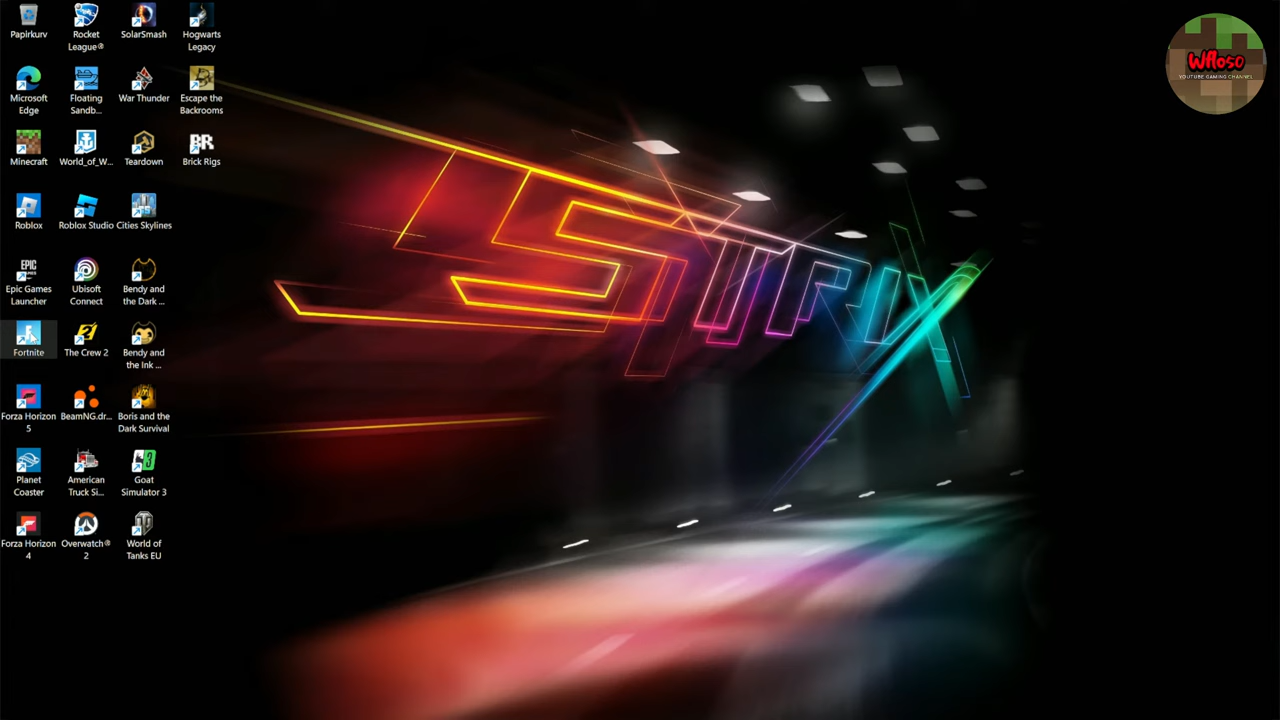 Papirkurv
Rocket
League®
SolarSmash
Hogwarts
Legacy
Microsoft
Edge
Floating
Sandb...
War Thunder
Escape the
Backrooms
Minecraft
World_of_W...
Teardown
BR
Brick Rigs
Roblox
Roblox Studio
Cities Skylines
EPIC
GAMES
Epic Games
Launcher
Ubisoft
Connect
Bendy and
the Dark ...
Fortnite
2
The Crew 2
Bendy and
the Ink ...
Forza Horizon
5
BeamNG.dr...
Boris and the
Dark Survival
Planet
Coaster
American
Truck Si...
3
Goat
Simulator 3
Forza Horizon
4
Overwatch®
2
World of
Tanks EU
STRIX
Wfloso
YOUTUBE GAMING CHANNEL